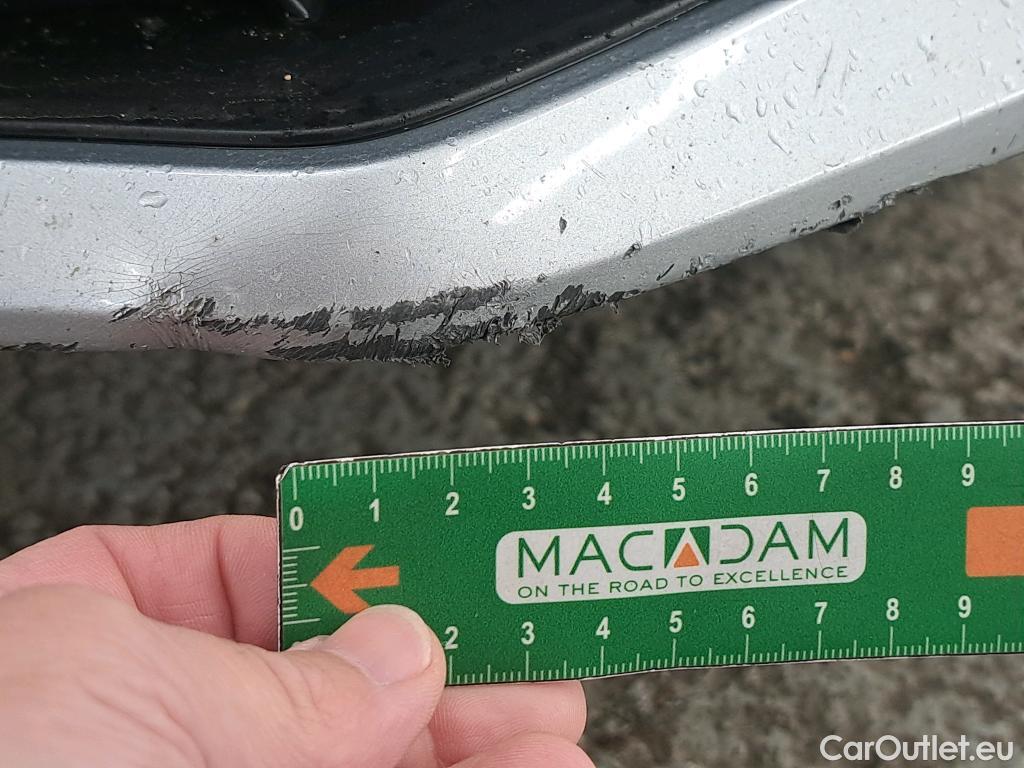 0 1 2 3 4 5 6 7 8 9
MACADAM
ON THE ROAD TO EXCELLENCE
2 3 4 5 6 7 8 9
CarOutlet.eu